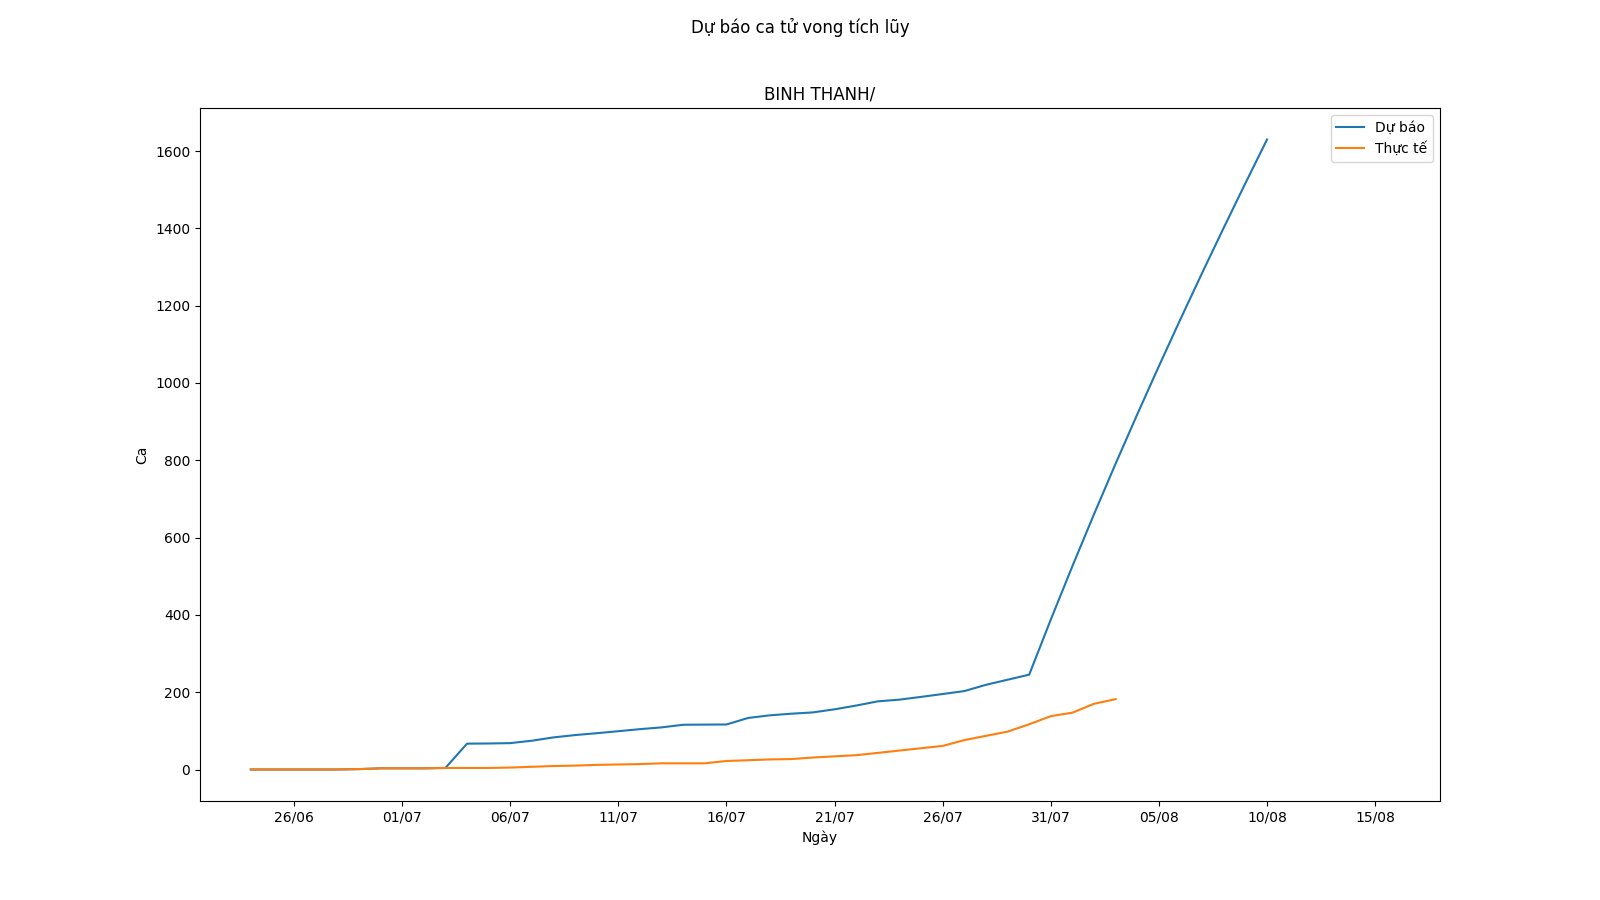 Dự báo ca tử vong tích lũy
BINH THANH/
Dự báo
Thực tế
1600
1400
1200
1000
800
600
400
200
0
Ca
26/06 01/07 06/07 11/07 16/07 21/07 26/07 31/07 05/08 10/08 15/08
Ngày